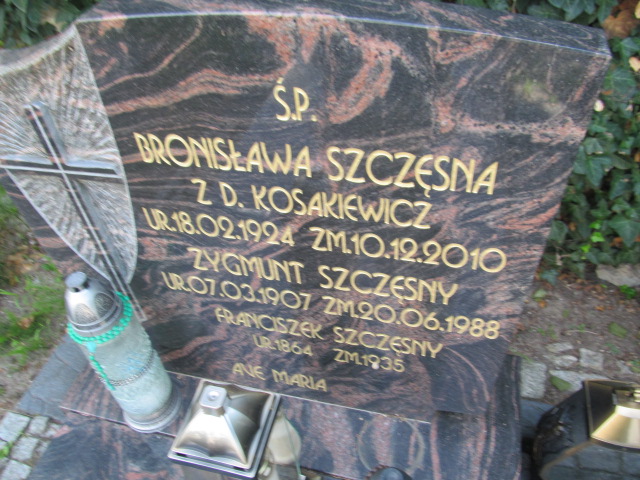 Ś.P.
BRONISŁAWA SZCZĘSNA
Z D. KOSAKIEWICZ
UR.18.02.1924 ZM.10.12.2010
ZYGMUNT SZCZĘSNY
UR.07.03.1907 ZM.20.06.1988
FRANCISZEK SZCZĘSNY
UR.1864 ZM.1935
AVE MARIA